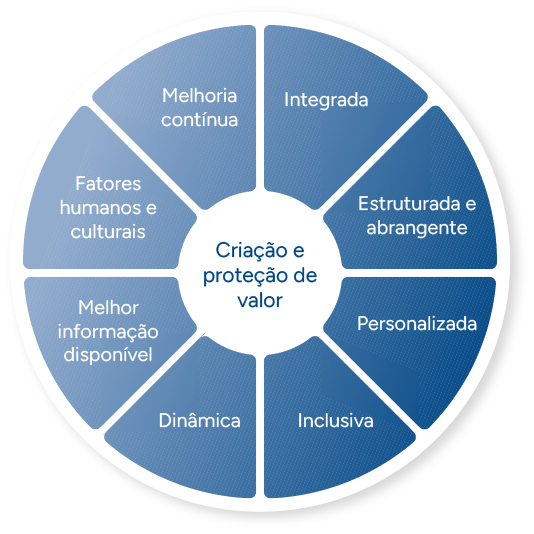 Integrada
Estruturada e
abrangente
Personalizada
Inclusiva
Dinâmica
Melhor
informação
disponível
Fatores
humanos e
culturais
Melhoria
contínua
Criação e
proteção de
valor